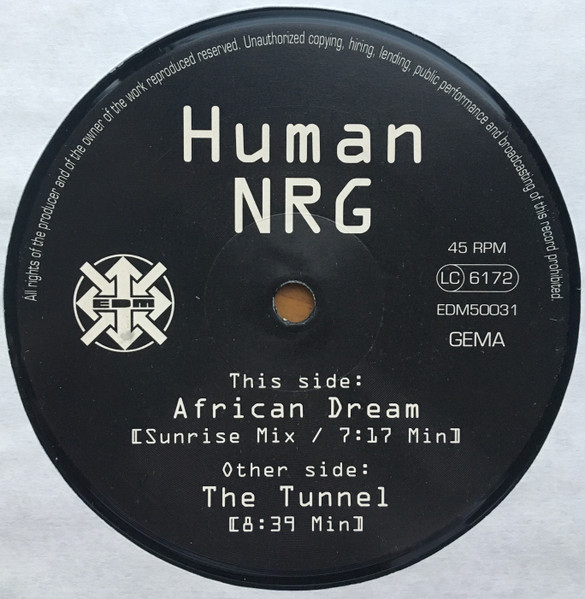 All rights of the producer and of the owner of the work reproduced reserved. Unauthorized copying, hiring, lending, public performance and broadcasting of this record prohibited.
Human
NRG
EDM
45 RPM
LC 6172
EDM50031
GEMA
This side:
African Dream
[Sunrise Mix / 7:17 Min]
Other side:
The Tunnel
[8:39 Min]